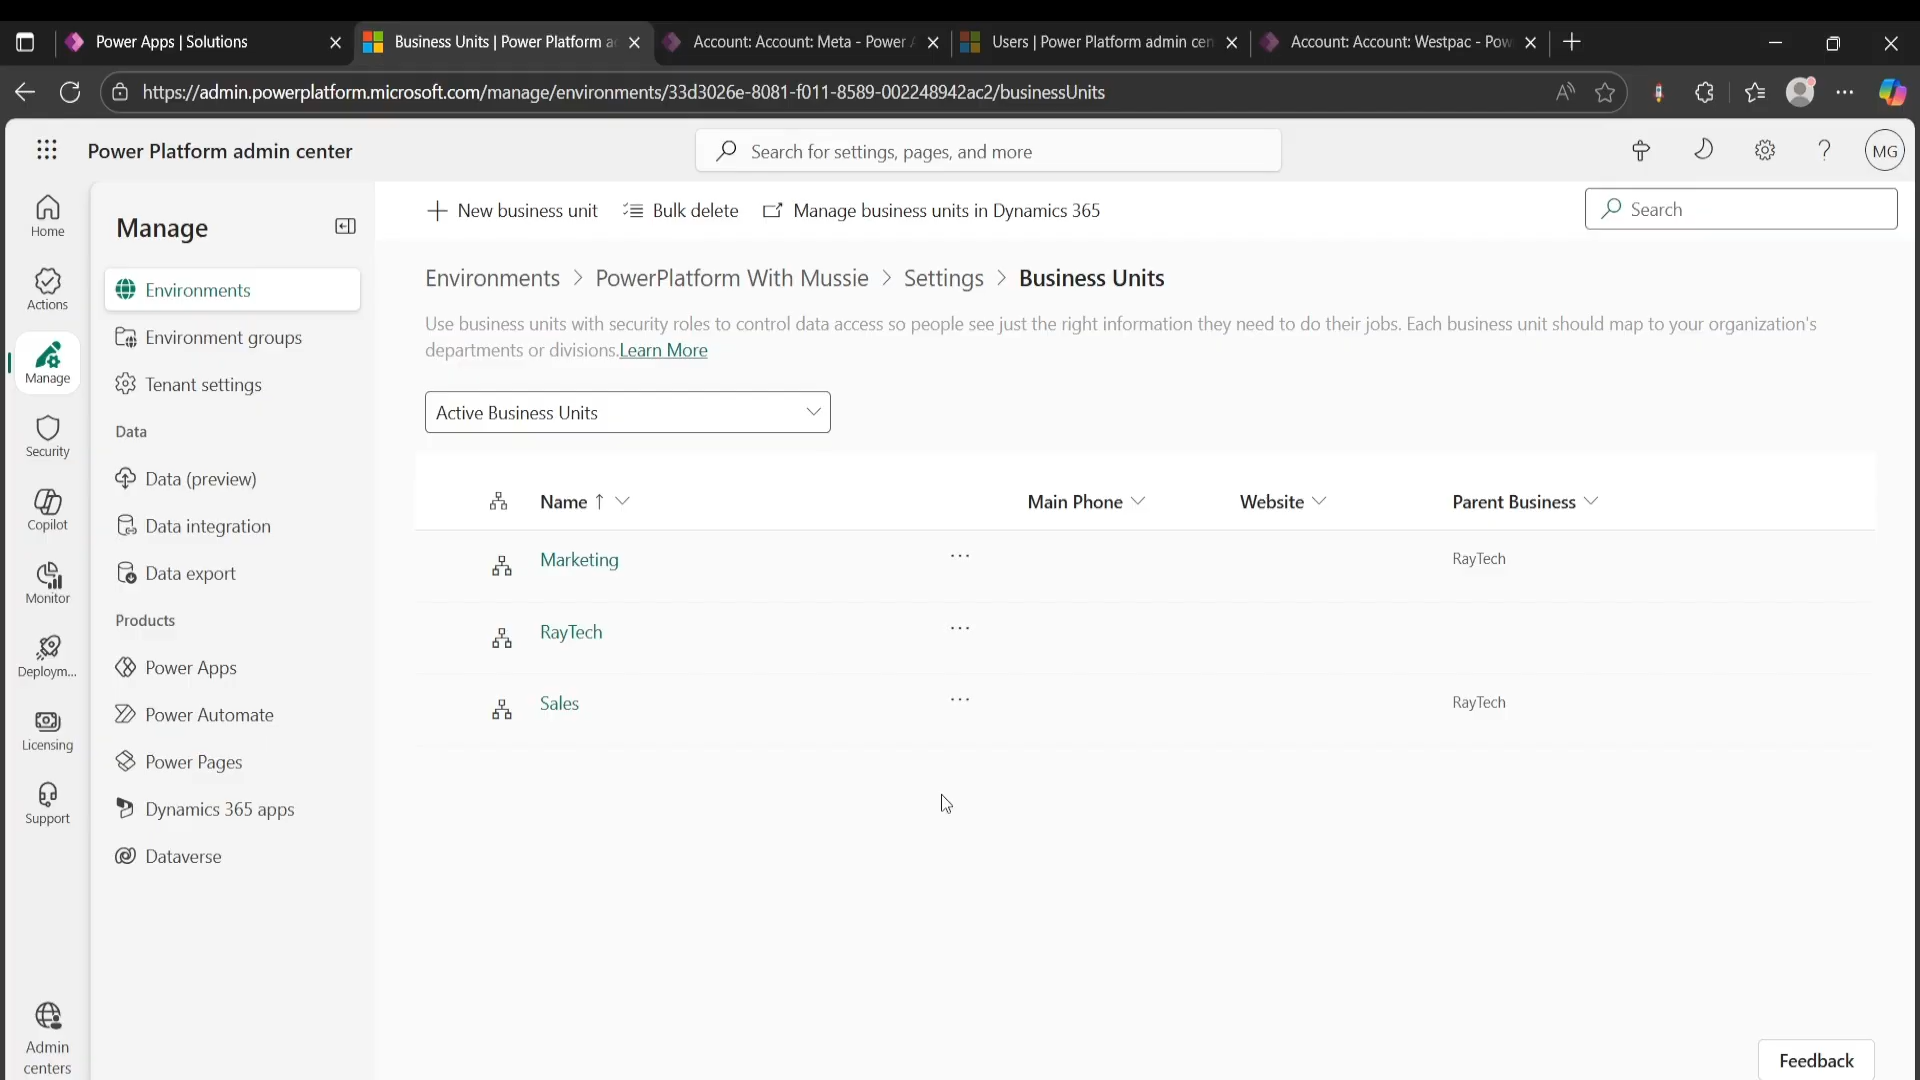 Power Apps | Solutions
Business Units | Power Platform a
Account: Account: Meta - Power
Users | Power Platform admin cen
Account: Account: Westpac - Pow
https://admin.powerplatform.microsoft.com/manage/environments/33d3026e-8081-f011-8589-002248942ac2/businessUnits
Power Platform admin center
Search for settings, pages, and more
MG
Home
Actions
Manage
Security
Copilot
Monitor
Deploym...
Licensing
Support
Admin
centers
Manage
Environments
Environment groups
Tenant settings
Data
Data (preview)
Data integration
Data export
Products
Power Apps
Power Automate
Power Pages
Dynamics 365 apps
Dataverse
New business unit
Bulk delete
Manage business units in Dynamics 365
Search
Environments > PowerPlatform With Mussie > Settings > Business Units
Use business units with security roles to control data access so people see just the right information they need to do their jobs. Each business unit should map to your organization's
departments or divisions.Learn More
Active Business Units
Name ↑ Main Phone Website Parent Business
Marketing ... RayTech
RayTech ...
Sales ... RayTech
Feedback